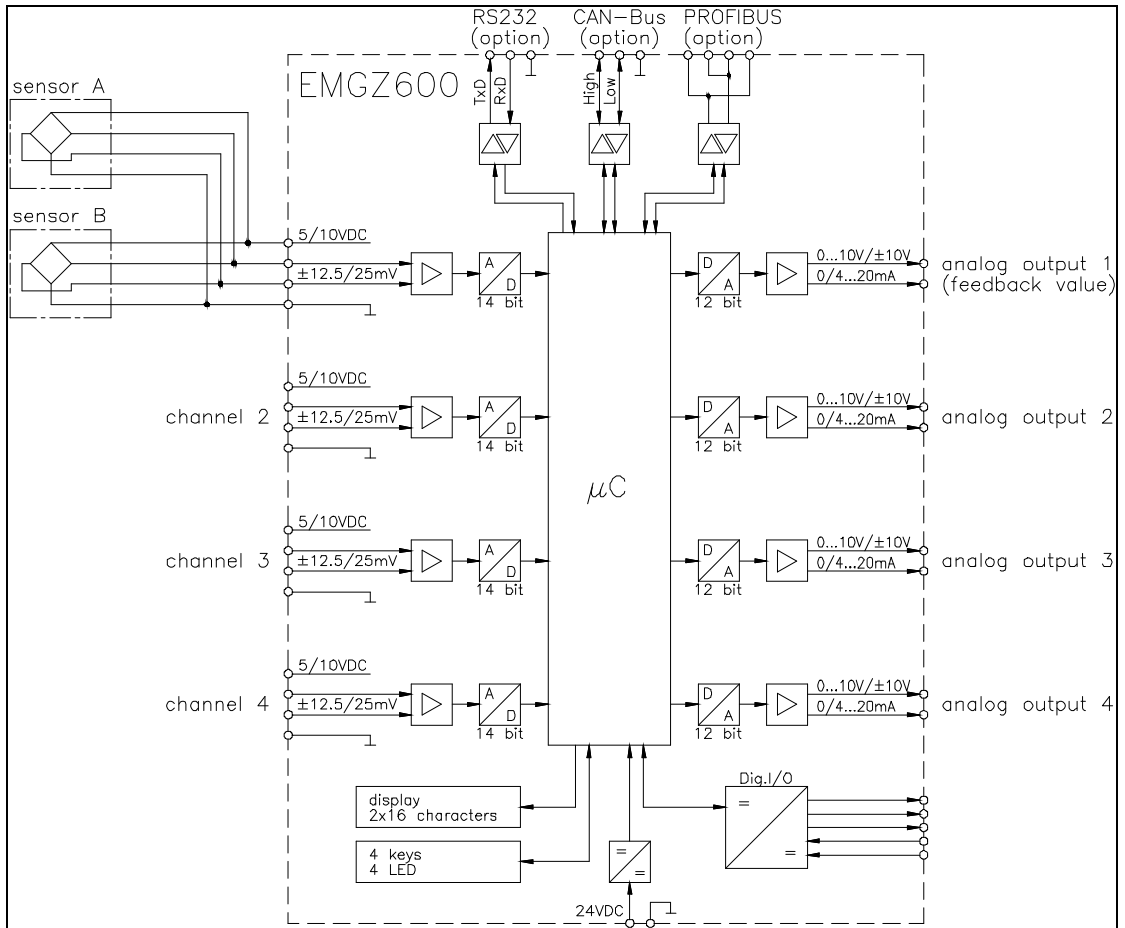 RS232
(option)
CAN-Bus
(option)
PROFIBUS
(option)
EMGZ600
TxD
RxD
High
Low
sensor A
sensor B
5/10VDC
±12.5/25mV
A
D
14 bit
D
A
12 bit
0...10V/±10V
0/4...20mA
analog output 1
(feedback value)
channel 2
5/10VDC
±12.5/25mV
A
D
14 bit
D
A
12 bit
0...10V/±10V
0/4...20mA
analog output 2
µC
channel 3
5/10VDC
±12.5/25mV
A
D
14 bit
D
A
12 bit
0...10V/±10V
0/4...20mA
analog output 3
channel 4
5/10VDC
±12.5/25mV
A
D
14 bit
D
A
12 bit
0...10V/±10V
0/4...20mA
analog output 4
display
2x16 characters
4 keys
4 LED
Dig.I/O
=
=
=
=
24VDC